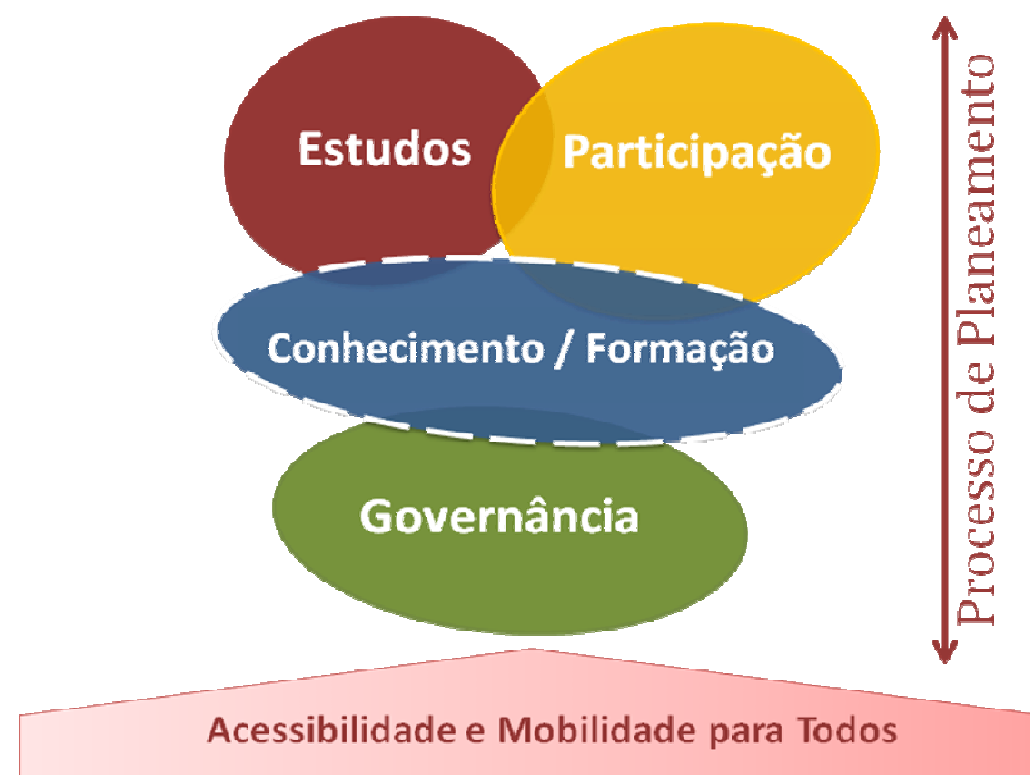 Estudos
Participação
Conhecimento / Formação
Governância
Processo de Planeamento
Acessibilidade e Mobilidade para Todos